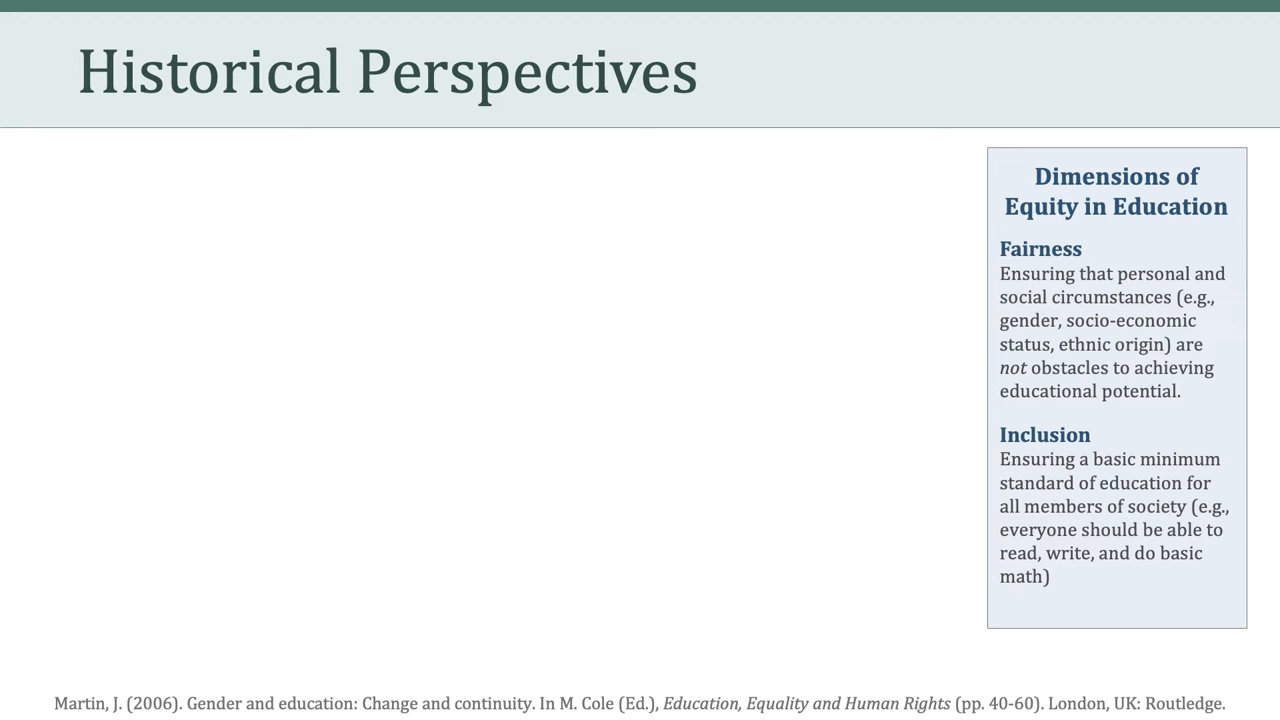 Historical Perspectives
Dimensions of
Equity in Education
Fairness
Ensuring that personal and
social circumstances (e.g.,
gender, socio-economic
status, ethnic origin) are
not obstacles to achieving
educational potential.
Inclusion
Ensuring a basic minimum
standard of education for
all members of society (e.g.,
everyone should be able to
read, write, and do basic
math)
Martin, J. (2006). Gender and education: Change and continuity. In M. Cole (Ed.), Education, Equality and Human Rights (pp. 40-60). London, UK: Routledge.